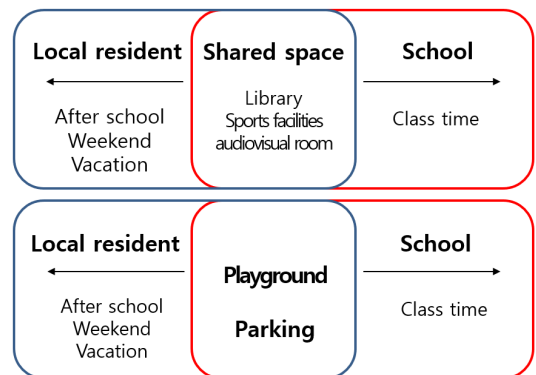 Local resident
Shared space
School
Library
Sports facilities
audiovisual room
After school
Weekend
Vacation
Class time
Local resident
School
Playground
Parking
After school
Weekend
Vacation
Class time